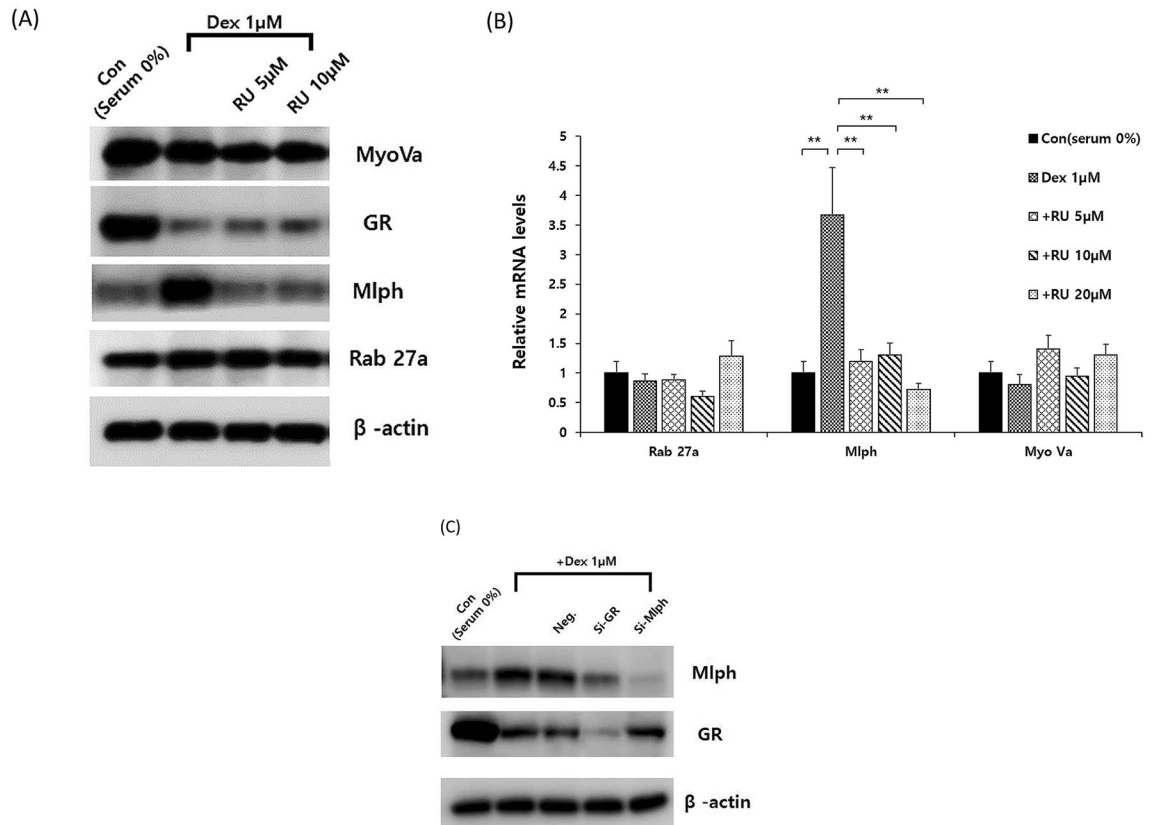 (A)
Dex 1μM
Con
(Serum 0%)
RU 5μM
RU 10μM
MyoVa
GR
Mlph
Rab 27a
β -actin
(B)
**
**
**
**
Relative mRNA levels
5
4.5
4
3.5
3
2.5
2
1.5
1
0.5
0
Rab 27a
Mlph
Myo Va
Con(serum 0%)
Dex 1μM
+RU 5μM
+RU 10μM
+RU 20μM
(C)
+Dex 1μM
Con
(Serum 0%)
Neg.
Si-GR
Si-Mlph
Mlph
GR
β -actin